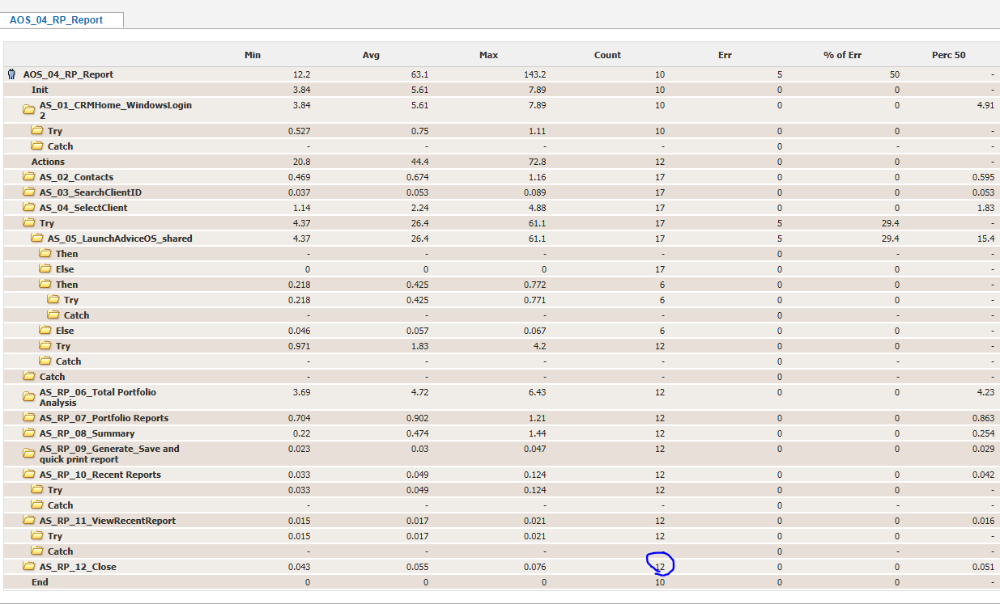 AOS_04_RP_Report
Min Avg Max Count Err % of Err Perc 50
AOS_04_RP_Report 12.2 63.1 143.2 10 5 50 -
Init 3.84 5.61 7.89 10 0 0 -
AS_01_CRMHome_WindowsLogin 3.84 5.61 7.89 10 0 0 4.91
2
Try 0.527 0.75 1.11 10 0 0 -
Catch - - - - 0 - -
Actions 20.8 44.4 72.8 12 0 0 -
AS_02_Contacts 0.469 0.674 1.16 17 0 0 0.595
AS_03_SearchClientID 0.037 0.053 0.089 17 0 0 0.053
AS_04_SelectClient 1.14 2.24 4.88 17 0 0 1.83
Try 4.37 26.4 61.1 17 5 29.4 -
AS_05_LaunchAdviceOS_shared 4.37 26.4 61.1 17 5 29.4 15.4
Then - - - - 0 - -
Else 0 0 0 17 0 0 -
Then 0.218 0.425 0.772 6 0 0 -
Try 0.218 0.425 0.771 6 0 0 -
Catch - - - - 0 - -
Else 0.046 0.057 0.067 6 0 0 -
Try 0.971 1.83 4.2 12 0 0 -
Catch - - - - 0 - -
Catch - - - - 0 - -
AS_RP_06_Total Portfolio 3.69 4.72 6.43 12 0 0 4.23
Analysis
AS_RP_07_Portfolio Reports 0.704 0.902 1.21 12 0 0 0.863
AS_RP_08_Summary 0.22 0.474 1.44 12 0 0 0.254
AS_RP_09_Generate_Save and 0.023 0.03 0.047 12 0 0 0.029
quick print report
AS_RP_10_Recent Reports 0.033 0.049 0.124 12 0 0 0.042
Try 0.033 0.049 0.124 12 0 0 -
Catch - - - - 0 - -
AS_RP_11_ViewRecentReport 0.015 0.017 0.021 12 0 0 0.016
Try 0.015 0.017 0.021 12 0 0 -
Catch - - - 0 - -
AS_RP_12_Close 0.043 0.055 0.076 12 0 0 0.051
End 0 0 0 10 0 0 -